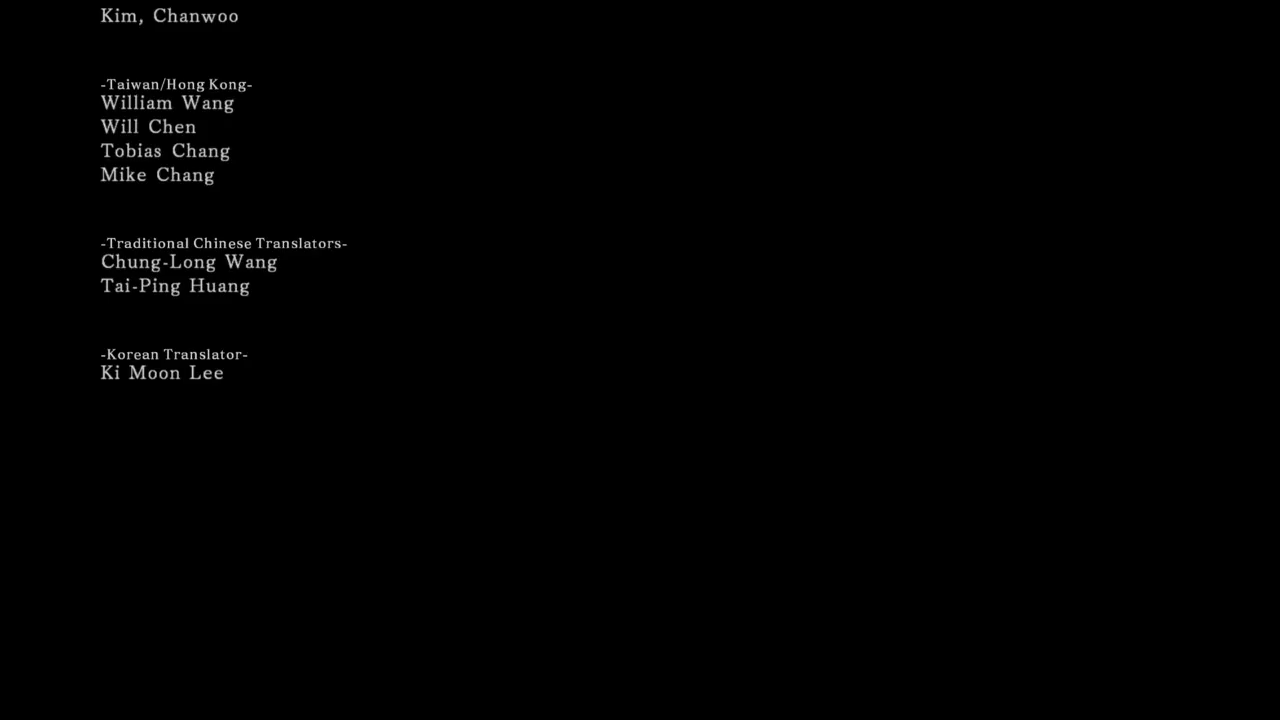 Kim, Chanwoo
-Taiwan/Hong Kong-
William Wang
Will Chen
Tobias Chang
Mike Chang
-Traditional Chinese Translators-
Chung-Long Wang
Tai-Ping Huang
-Korean Translator-
Ki Moon Lee